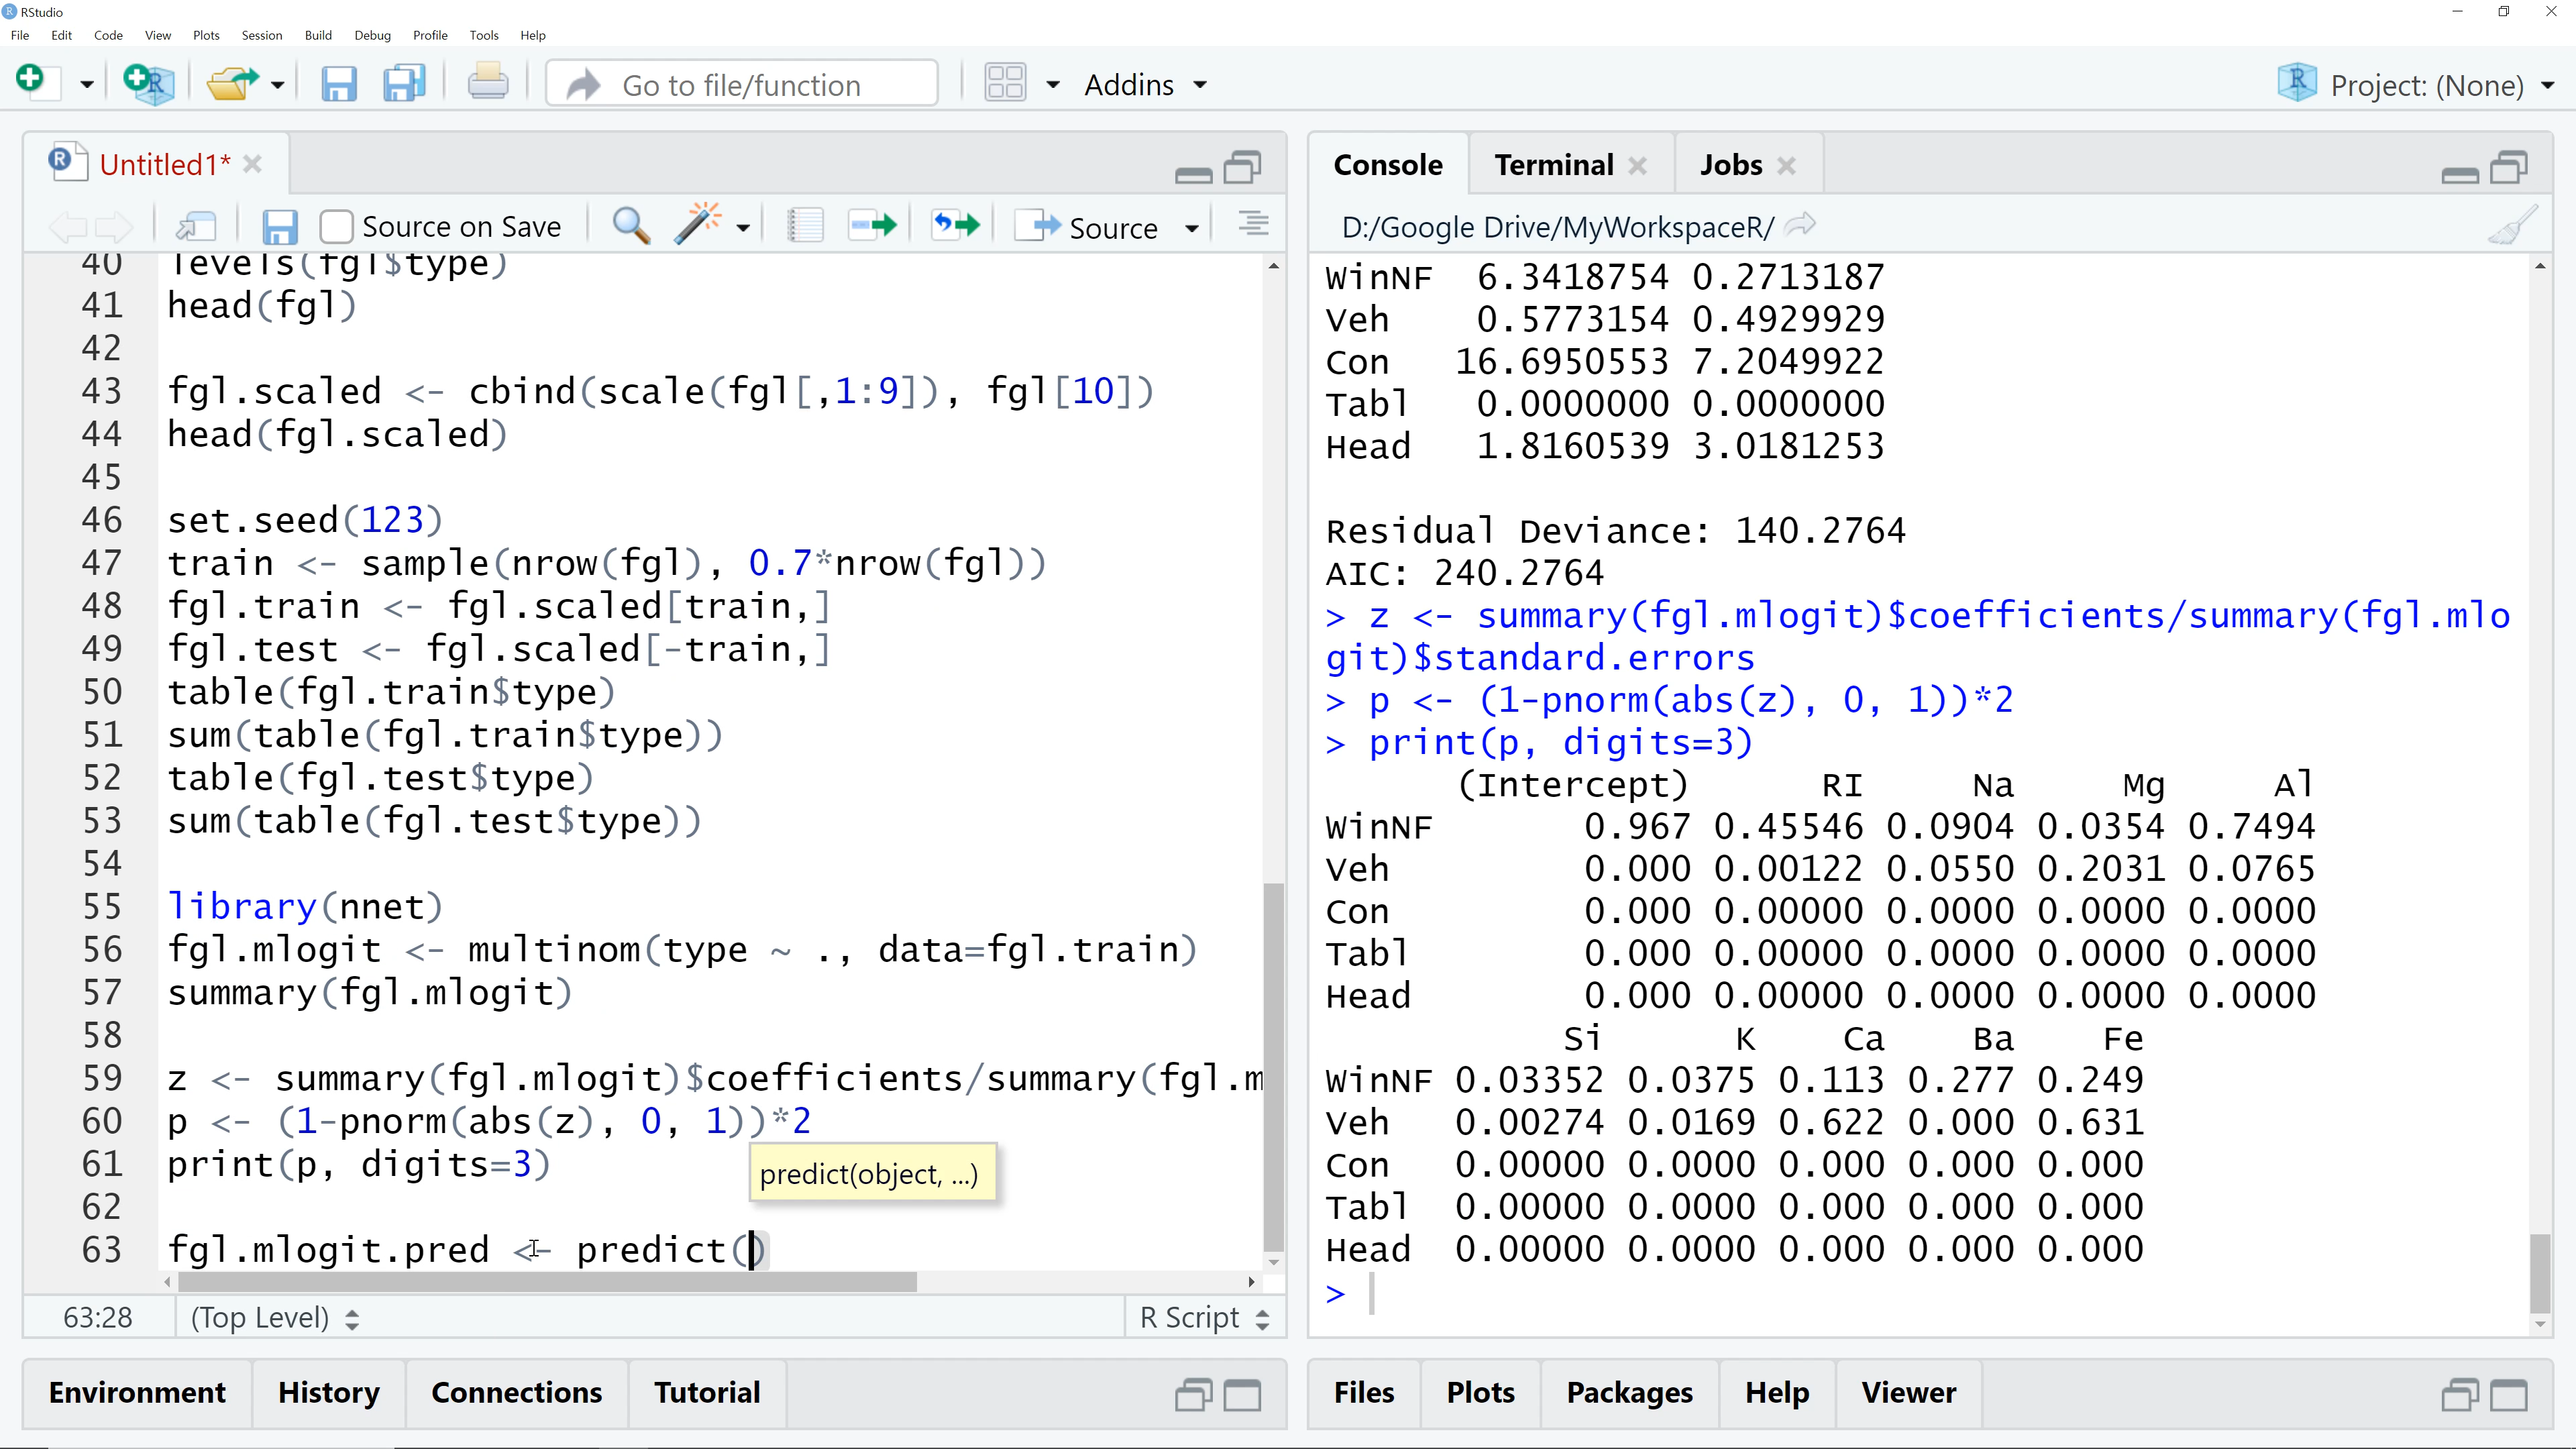 RStudio
File Edit Code View Plots Session Build Debug Profile Tools Help
Go to file/function Addins Project: (None)
Untitled1*
Source on Save Source
40 levels(fgl$type)
41 head(fgl)
42
43 fgl.scaled <- cbind(scale(fgl[,1:9]), fgl[10])
44 head(fgl.scaled)
45
46 set.seed(123)
47 train <- sample(nrow(fgl), 0.7*nrow(fgl))
48 fgl.train <- fgl.scaled[train,]
49 fgl.test <- fgl.scaled[-train,]
50 table(fgl.train$type)
51 sum(table(fgl.train$type))
52 table(fgl.test$type)
53 sum(table(fgl.test$type))
54
55 library(nnet)
56 fgl.mlogit <- multinom(type ~ ., data=fgl.train)
57 summary(fgl.mlogit)
58
59 z <- summary(fgl.mlogit)$coefficients/summary(fgl.m
60 p <- (1-pnorm(abs(z), 0, 1))*2
61 print(p, digits=3)
predict(object, ...)
62
63 fgl.mlogit.pred <- predict()
63:28 (Top Level) R Script
Environment History Connections Tutorial
Console Terminal Jobs
D:/Google Drive/MyWorkspaceR/
WinNF 6.3418754 0.2713187
Veh 0.5773154 0.4929929
Con 16.6950553 7.2049922
Tabl 0.0000000 0.0000000
Head 1.8160539 3.0181253
Residual Deviance: 140.2764
AIC: 240.2764
> z <- summary(fgl.mlogit)$coefficients/summary(fgl.mlo
git)$standard.errors
> p <- (1-pnorm(abs(z), 0, 1))*2
> print(p, digits=3)
(Intercept) RI Na Mg Al
WinNF 0.967 0.45546 0.0904 0.0354 0.7494
Veh 0.000 0.00122 0.0550 0.2031 0.0765
Con 0.000 0.00000 0.0000 0.0000 0.0000
Tabl 0.000 0.00000 0.0000 0.0000 0.0000
Head 0.000 0.00000 0.0000 0.0000 0.0000
Si K Ca Ba Fe
WinNF 0.03352 0.0375 0.113 0.277 0.249
Veh 0.00274 0.0169 0.622 0.000 0.631
Con 0.00000 0.0000 0.000 0.000 0.000
Tabl 0.00000 0.0000 0.000 0.000 0.000
Head 0.00000 0.0000 0.000 0.000 0.000
>
Files Plots Packages Help Viewer